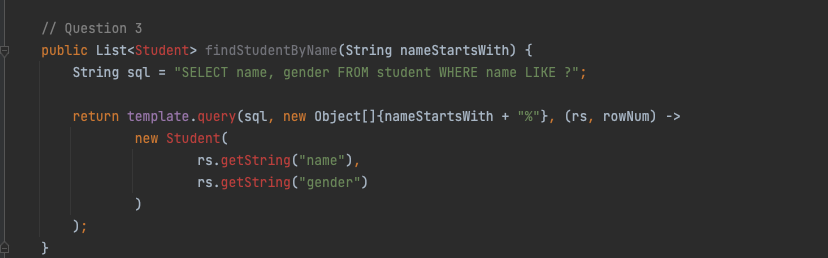 // Question 3
public List<Student> findStudentByName(String nameStartsWith) {
String sql = "SELECT name, gender FROM student WHERE name LIKE ?";
return template.query(sql, new Object[]{nameStartsWith + "%"}, (rs, rowNum) ->
new Student(
rs.getString("name"),
rs.getString("gender")
)
);
}